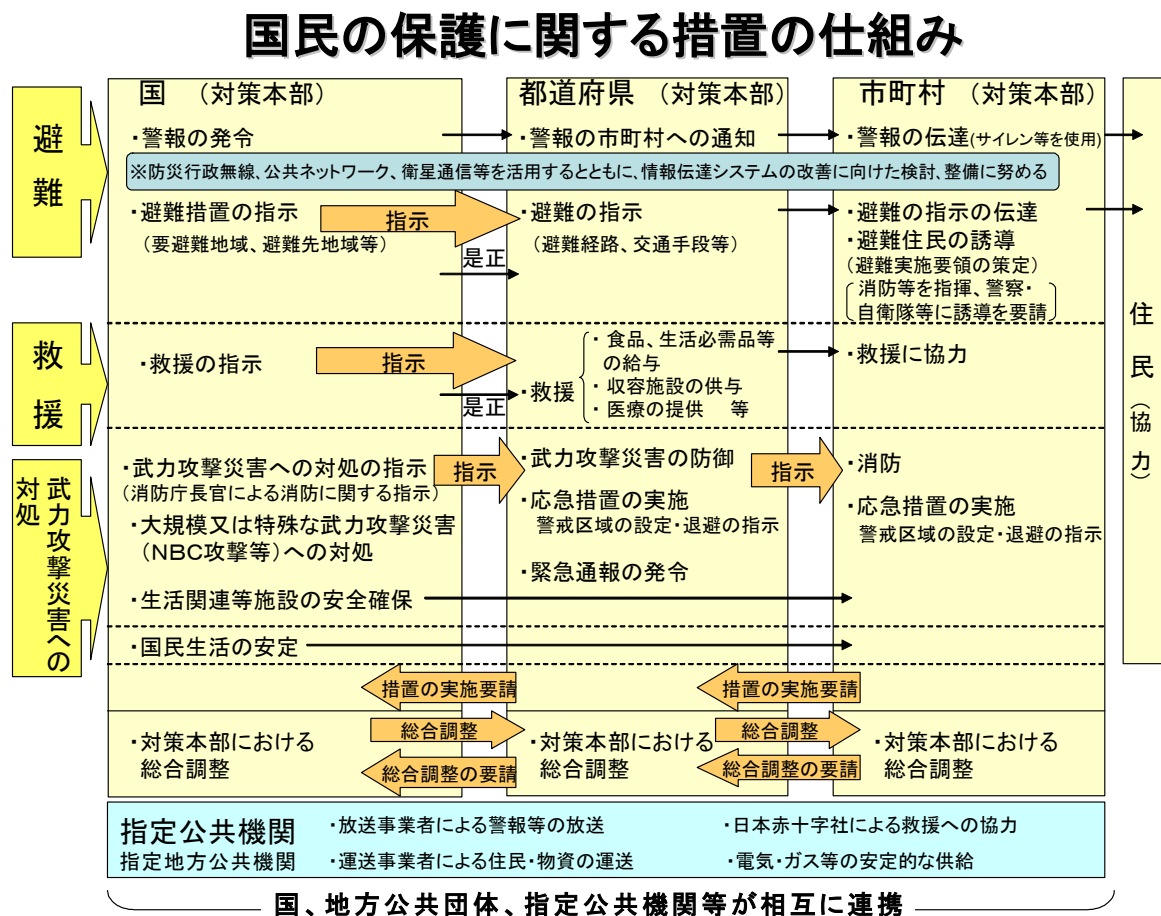 国民の保護に関する措置の仕組み
国　(対策本部)
都道府県　(対策本部)
市町村　(対策本部)
避難
・警報の発令
・警報の市町村への通知
・警報の伝達(サイレン等を使用)
※防災行政無線、公共ネットワーク、衛星通信等を活用するとともに、情報伝達システムの改善に向けた検討、整備に努める
・避難措置の指示
(要避難地域、避難先地域等)
指示
是正
・避難の指示
(避難経路、交通手段等)
・避難の指示の伝達
・避難住民の誘導
(避難実施要領の策定)
消防等を指揮、警察・
自衛隊等に誘導を要請
住民(協力)
救援
・救援の指示
指示
是正
・救援
・食品、生活必需品等
の給与
・収容施設の供与
・医療の提供　等
・救援に協力
武力攻撃災害への
対処
・武力攻撃災害への対処の指示
(消防庁長官による消防に関する指示)
・大規模又は特殊な武力攻撃災害
(NBC攻撃等)への対処
指示
・武力攻撃災害の防御
・応急措置の実施
警戒区域の設定・退避の指示
・緊急通報の発令
指示
・消防
・応急措置の実施
警戒区域の設定・退避の指示
・生活関連等施設の安全確保
・国民生活の安定
措置の実施要請
措置の実施要請
・対策本部における
総合調整
総合調整
総合調整の要請
・対策本部における
総合調整
総合調整
総合調整の要請
・対策本部における
総合調整
指定公共機関
指定地方公共機関
・放送事業者による警報等の放送
・日本赤十字社による救援への協力
・運送事業者による住民・物資の運送
・電気・ガス等の安定的な供給
国、地方公共団体、指定公共機関等が相互に連携